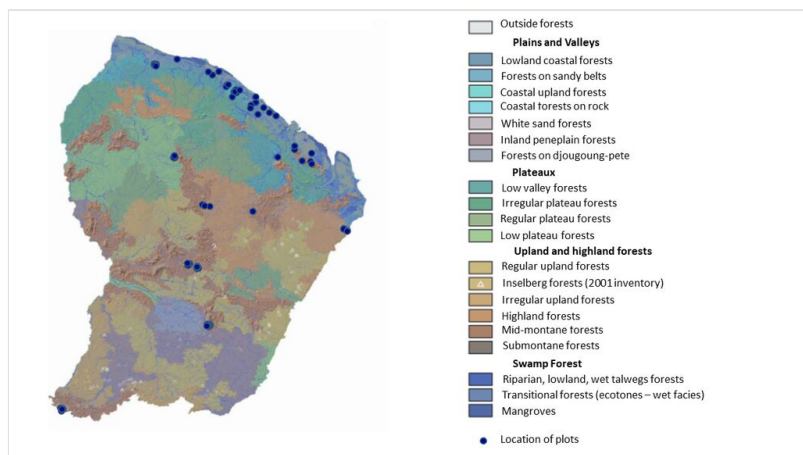 Outside forests
Plains and Valleys
Lowland coastal forests
Forests on sandy belts
Coastal upland forests
Coastal forests on rock
White sand forests
Inland peneplain forests
Forests on djougoung-pete
Plateaux
Low valley forests
Irregular plateau forests
Regular plateau forests
Low plateau forests
Upland and highland forests
Regular upland forests
Inselberg forests (2001 inventory)
Irregular upland forests
Highland forests
Mid-montane forests
Submontane forests
Swamp Forest
Riparian, lowland, wet talwegs forests
Transitional forests (ecotones – wet facies)
Mangroves
Location of plots